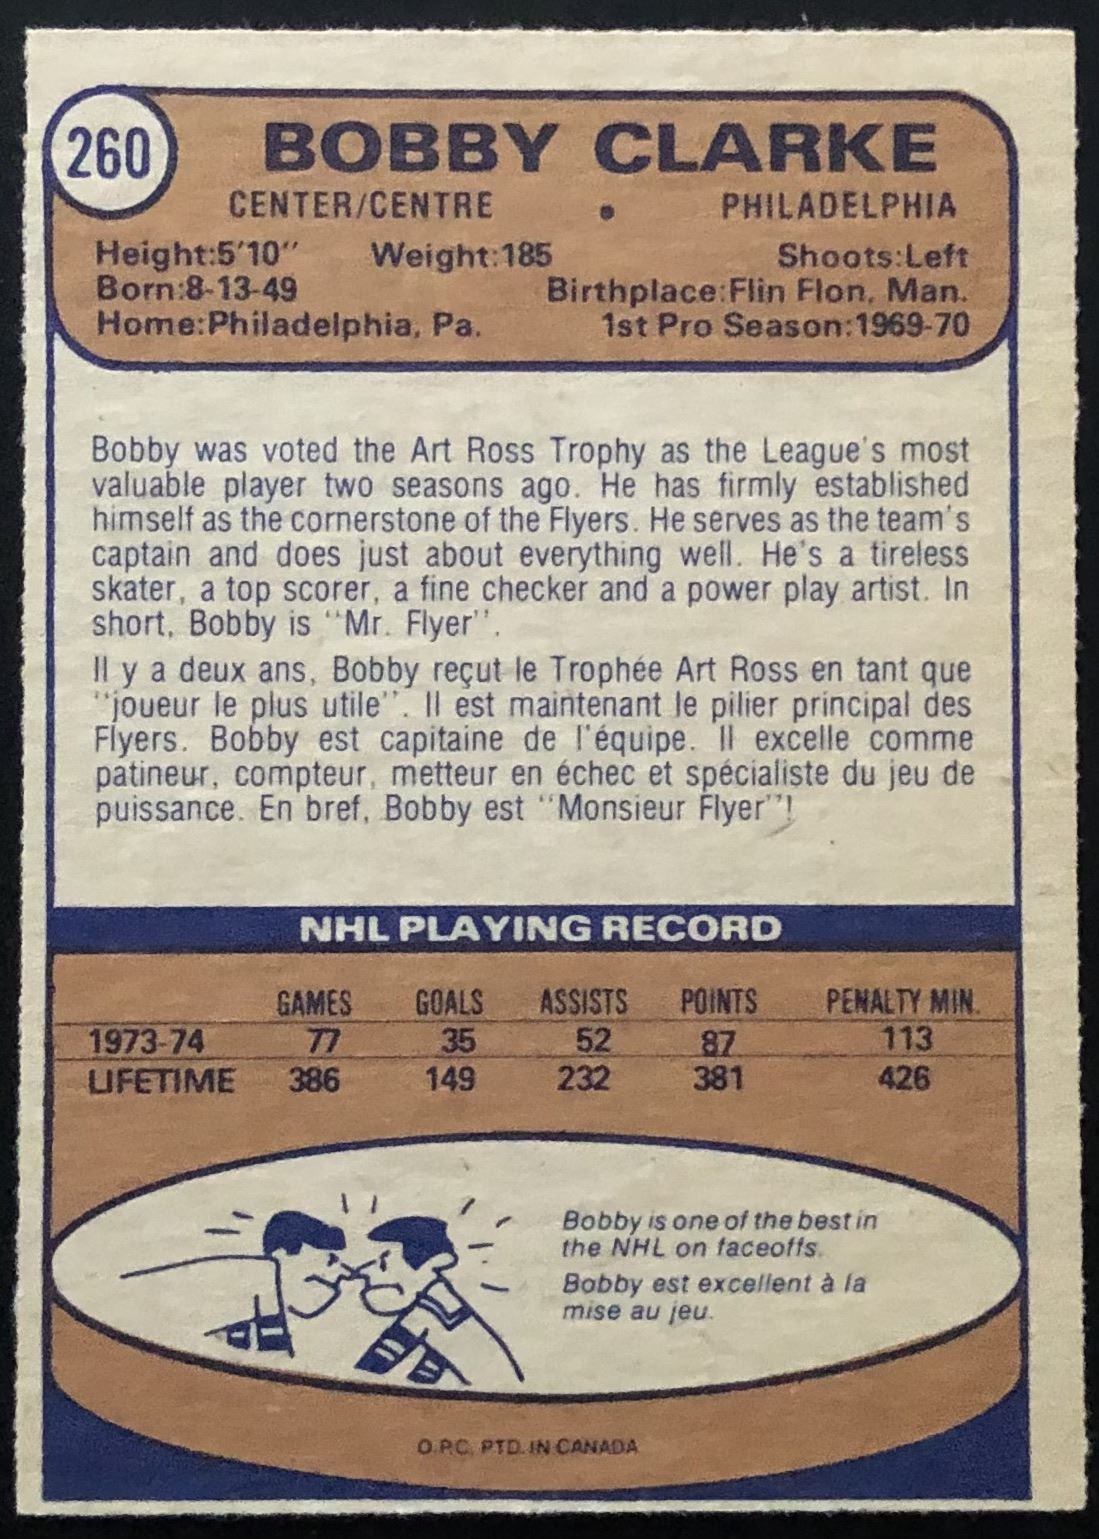 260
BOBBY CLARKE
CENTER/CENTRE • PHILADELPHIA
Height:5'10" Weight:185 Shoots:Left
Born:8-13-49 Birthplace:Flin Flon, Man.
Home:Philadelphia, Pa. 1st Pro Season:1969-70
Bobby was voted the Art Ross Trophy as the League's most
valuable player two seasons ago. He has firmly established
himself as the cornerstone of the Flyers. He serves as the team's
captain and does just about everything well. He's a tireless
skater, a top scorer, a fine checker and a power play artist. In
short, Bobby is "Mr. Flyer".
Il y a deux ans, Bobby reçut le Trophée Art Ross en tant que
"joueur le plus utile". Il est maintenant le pilier principal des
Flyers. Bobby est capitaine de l'équipe. Il excelle comme
patineur, compteur, metteur en échec et spécialiste du jeu de
puissance. En bref, Bobby est "Monsieur Flyer"!
NHL PLAYING RECORD
GAMES GOALS ASSISTS POINTS PENALTY MIN.
1973-74 77 35 52 87 113
LIFETIME 386 149 232 381 426
Bobby is one of the best in
the NHL on faceoffs.
Bobby est excellent à la
mise au jeu.
O.P.C. PTD. IN CANADA